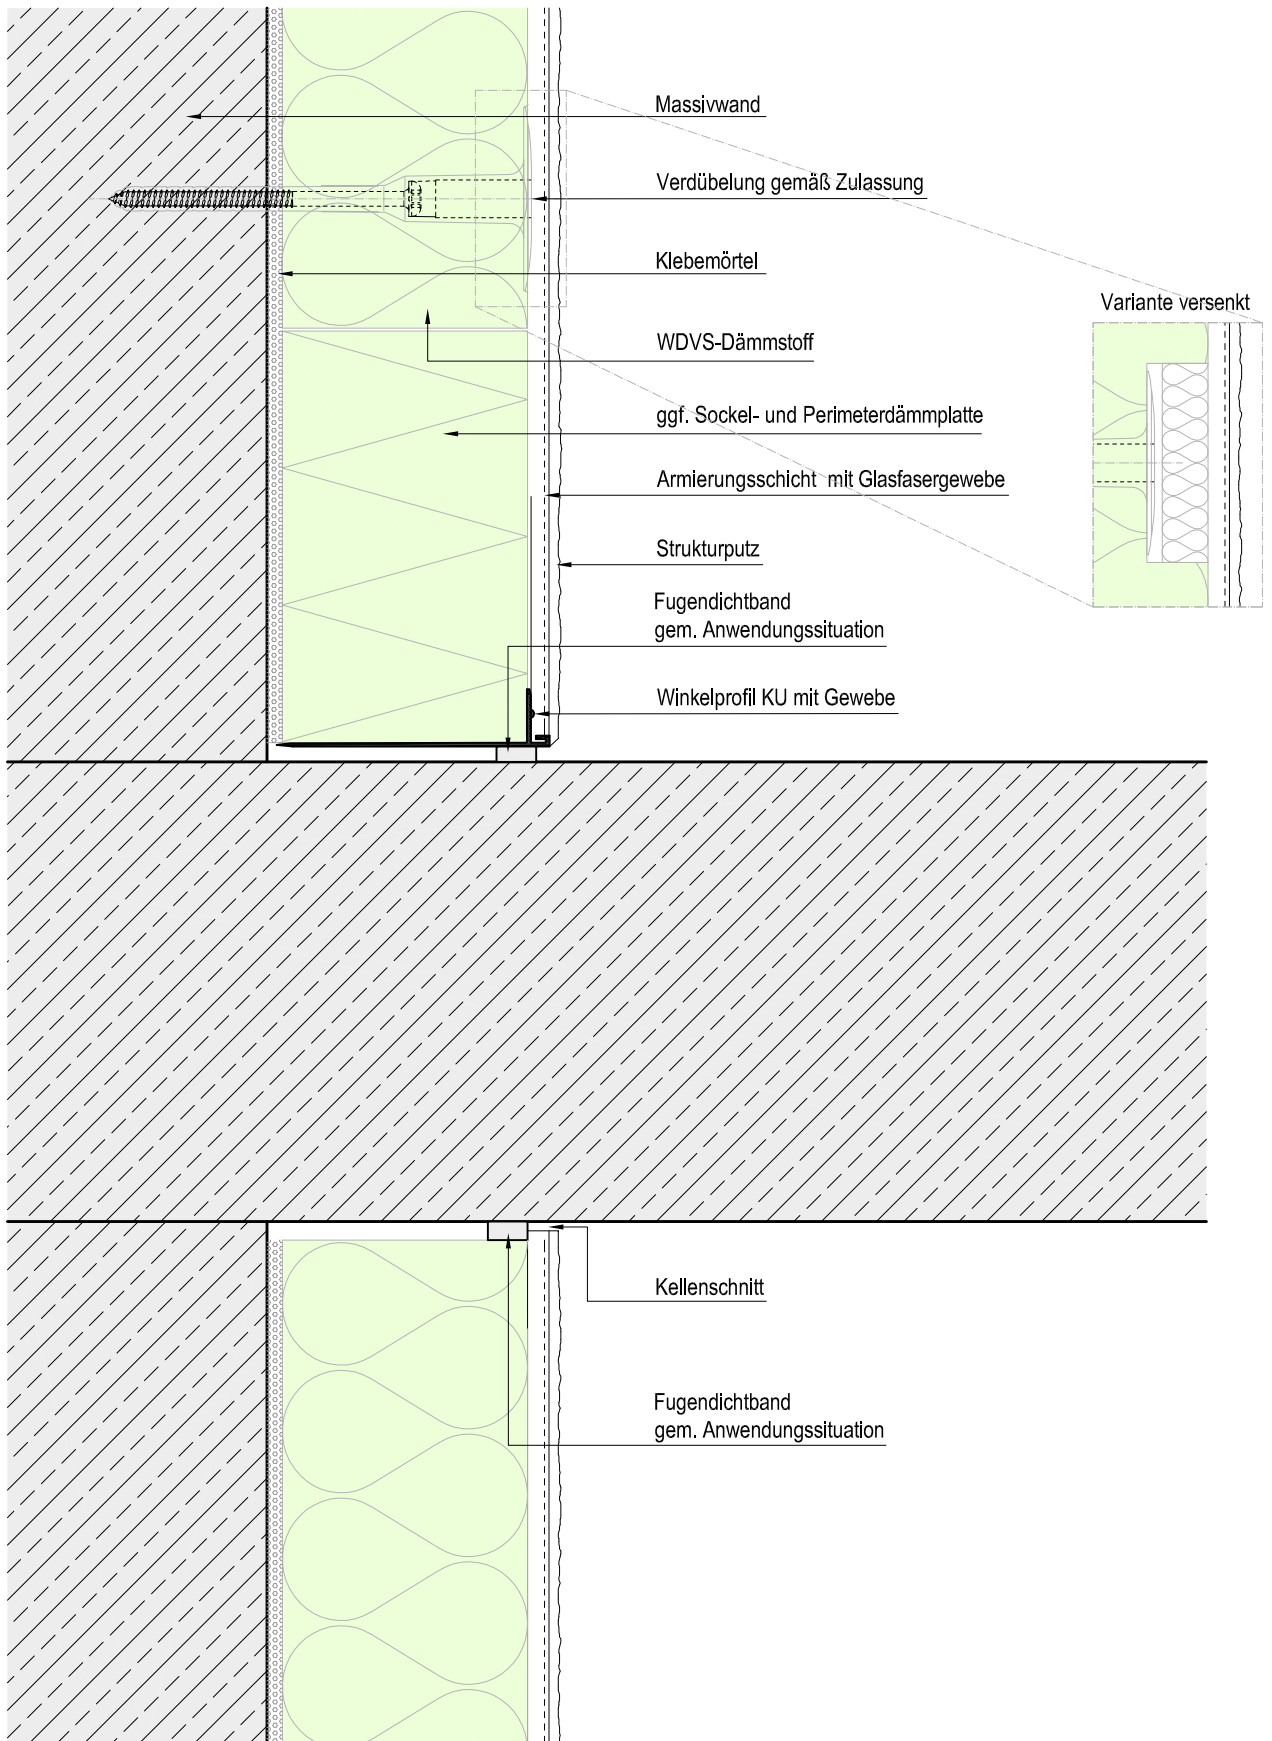 Massivwand
Verdübelung gemäß Zulassung
Klebemörtel
Variante versenkt
WDVS-Dämmstoff
ggf. Sockel- und Perimeterdämmplatte
Armierungsschicht mit Glasfasergewebe
Strukturputz
Fugendichtband
gem. Anwendungssituation
Winkelprofil KU mit Gewebe
Kellenschnitt
Fugendichtband
gem. Anwendungssituation